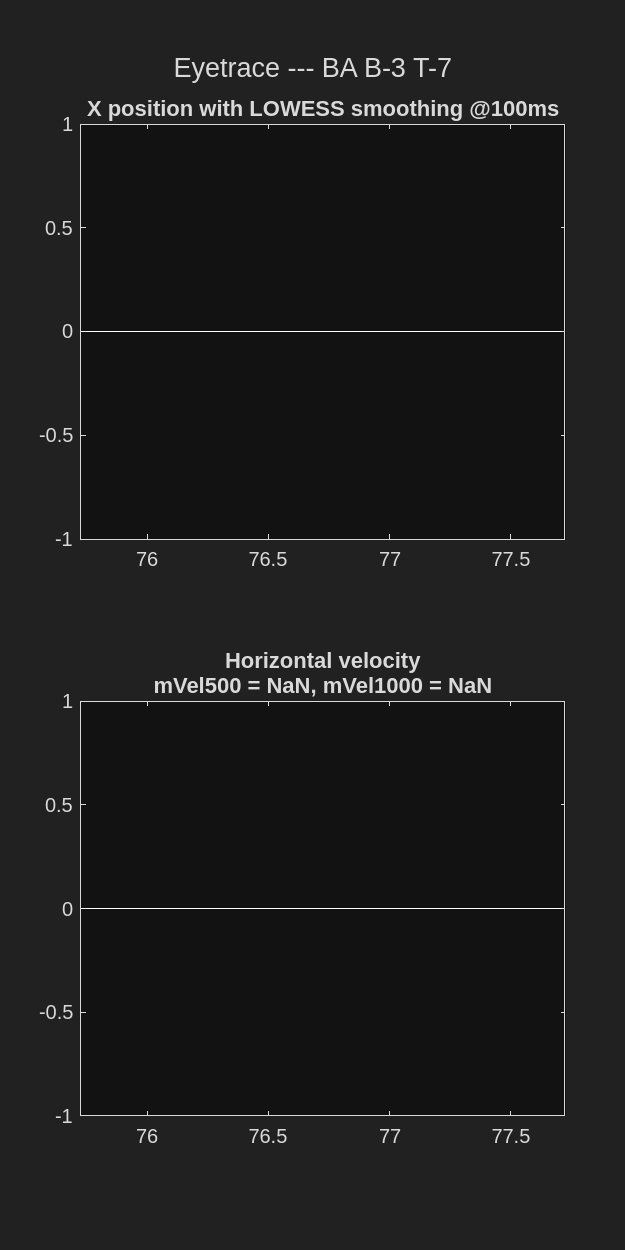 Eyetrace --- BA B-3 T-7
X position with LOWESS smoothing @100ms
1
0.5
0
-0.5
-1
76 76.5 77 77.5
Horizontal velocity
mVel500 = NaN, mVel1000 = NaN
1
0.5
0
-0.5
-1
76 76.5 77 77.5